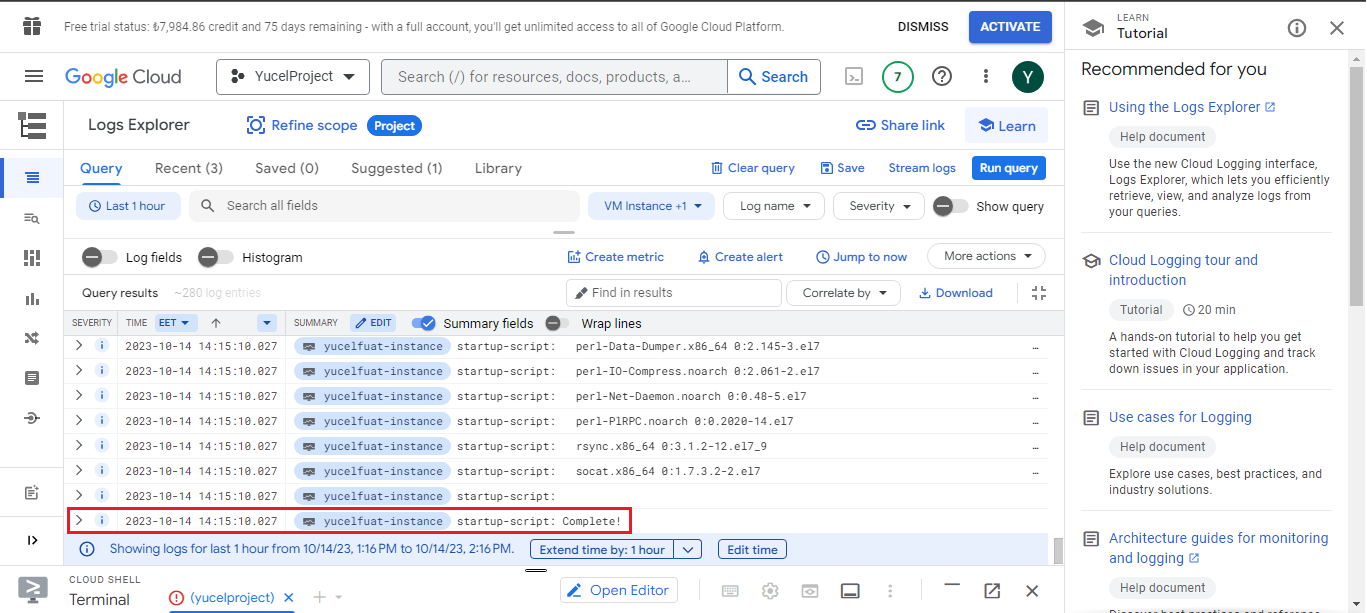 Free trial status: ₺7,984.86 credit and 75 days remaining - with a full account, you'll get unlimited access to all of Google Cloud Platform.
DISMISS
ACTIVATE
Google Cloud
YucelProject
Search (/) for resources, docs, products, a...
Search
7
Y
Logs Explorer
Refine scope
Project
Share link
Learn
Query
Recent (3)
Saved (0)
Suggested (1)
Library
Clear query
Save
Stream logs
Run query
Last 1 hour
Search all fields
VM Instance +1
Log name
Severity
Show query
Log fields
Histogram
Create metric
Create alert
Jump to now
More actions
Query results
~280 log entries
Find in results
Correlate by
Download
SEVERITY
TIME
EET
SUMMARY
EDIT
Summary fields
Wrap lines
2023-10-14 14:15:10.027 yucelfuat-instance startup-script: perl-Data-Dumper.x86_64 0:2.145-3.el7 …
2023-10-14 14:15:10.027 yucelfuat-instance startup-script: perl-IO-Compress.noarch 0:2.061-2.el7 …
2023-10-14 14:15:10.027 yucelfuat-instance startup-script: perl-Net-Daemon.noarch 0:0.48-5.el7 …
2023-10-14 14:15:10.027 yucelfuat-instance startup-script: perl-PlRPC.noarch 0:0.2020-14.el7 …
2023-10-14 14:15:10.027 yucelfuat-instance startup-script: rsync.x86_64 0:3.1.2-12.el7_9 …
2023-10-14 14:15:10.027 yucelfuat-instance startup-script: socat.x86_64 0:1.7.3.2-2.el7 …
2023-10-14 14:15:10.027 yucelfuat-instance startup-script:
2023-10-14 14:15:10.027 yucelfuat-instance startup-script: Complete!
Showing logs for last 1 hour from 10/14/23, 1:16 PM to 10/14/23, 2:16 PM.
Extend time by: 1 hour
Edit time
CLOUD SHELL
Terminal
(yucelproject)
Open Editor
LEARN
Tutorial
Recommended for you
Using the Logs Explorer
Help document
Use the new Cloud Logging interface,
Logs Explorer, which lets you efficiently
retrieve, view, and analyze logs from
your queries.
Cloud Logging tour and
introduction
Tutorial
20 min
A hands-on tutorial to help you get
started with Cloud Logging and track
down issues in your application.
Use cases for Logging
Help document
Explore use cases, best practices, and
industry solutions.
Architecture guides for monitoring
and logging
Help document